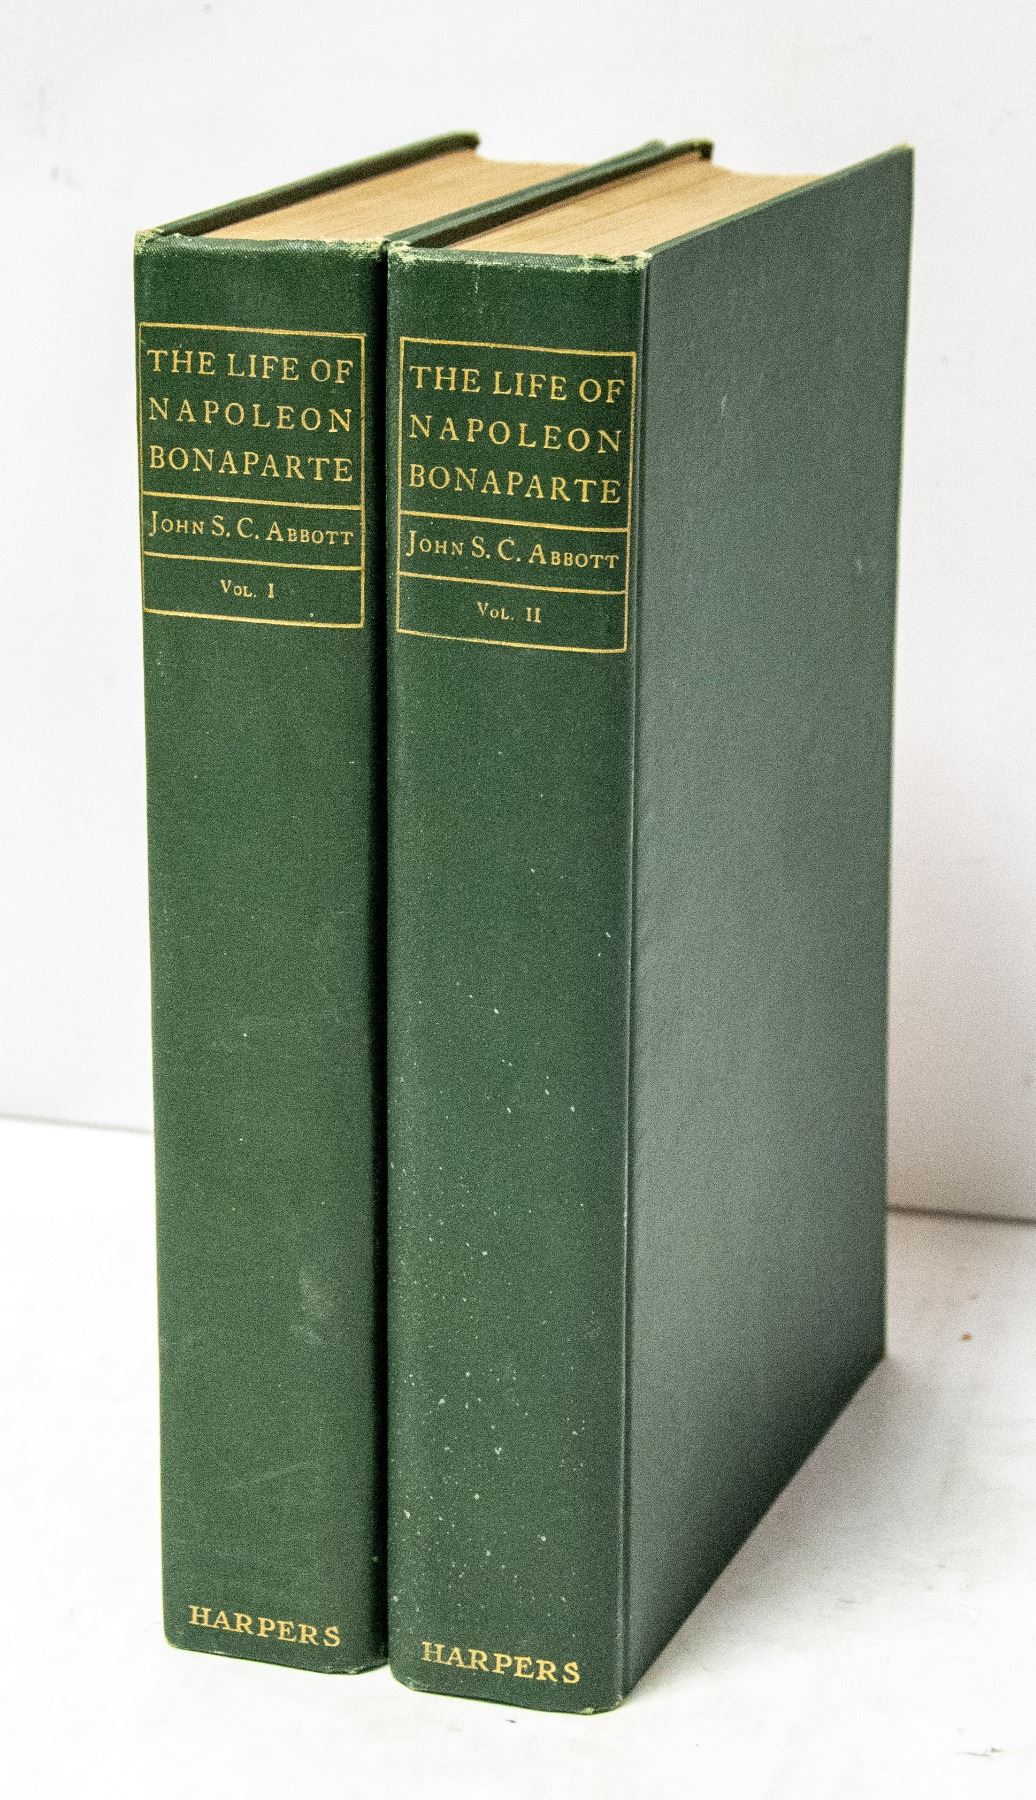 THE LIFE OF
NAPOLEON
BONAPARTE
JOHN S. C. ABBOTT
VOL. I
HARPERS
THE LIFE OF
NAPOLEON
BONAPARTE
JOHN S. C. ABBOTT
VOL. II
HARPERS